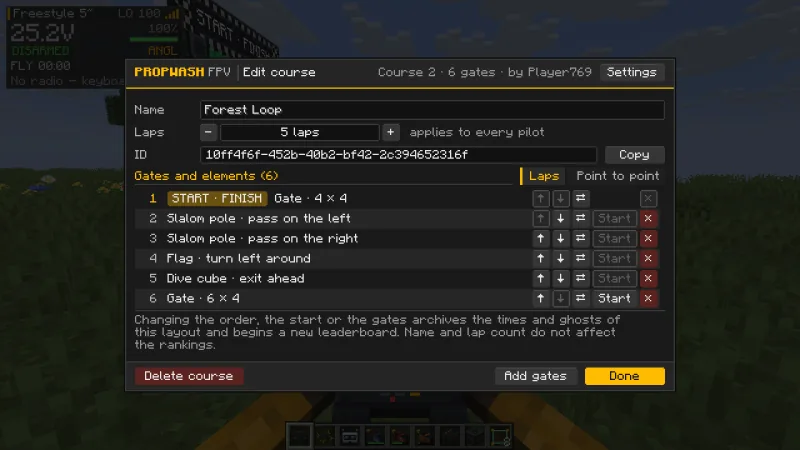 Freestyle 5" LQ 108
25.2V 100%
DISARMED ANGL
FLY 00:00
No radio - keyboa
START · FINISH
PROPWASH FPV Edit course Course 2 · 6 gates · by Player769 Settings
Name Forest Loop
Laps - 5 laps + applies to every pilot
ID 10ff4f6f-452b-40b2-bf42-2c394652316f Copy
Gates and elements (6) Laps Point to point
1 START · FINISH Gate · 4 × 4 ↑ ↓ ⇄ ×
2 Slalom pole · pass on the left ↑ ↓ ⇄ Start ×
3 Slalom pole · pass on the right ↑ ↓ ⇄ Start ×
4 Flag · turn left around ↑ ↓ ⇄ Start ×
5 Dive cube · exit ahead ↑ ↓ ⇄ Start ×
6 Gate · 6 × 4 ↑ ↓ ⇄ Start ×
Changing the order, the start or the gates archives the times and ghosts of
this layout and begins a new leaderboard. Name and lap count do not affect
the rankings.
Delete course Add gates Done